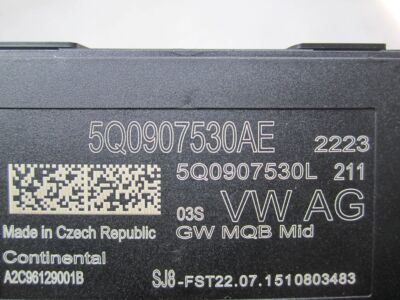 5Q0907530AE 2223
5Q0907530L 211
03S VW AG
Made in Czech Republic GW MQB Mid
Continental
A2C96129001B SJ8-FST22.07.1510803483